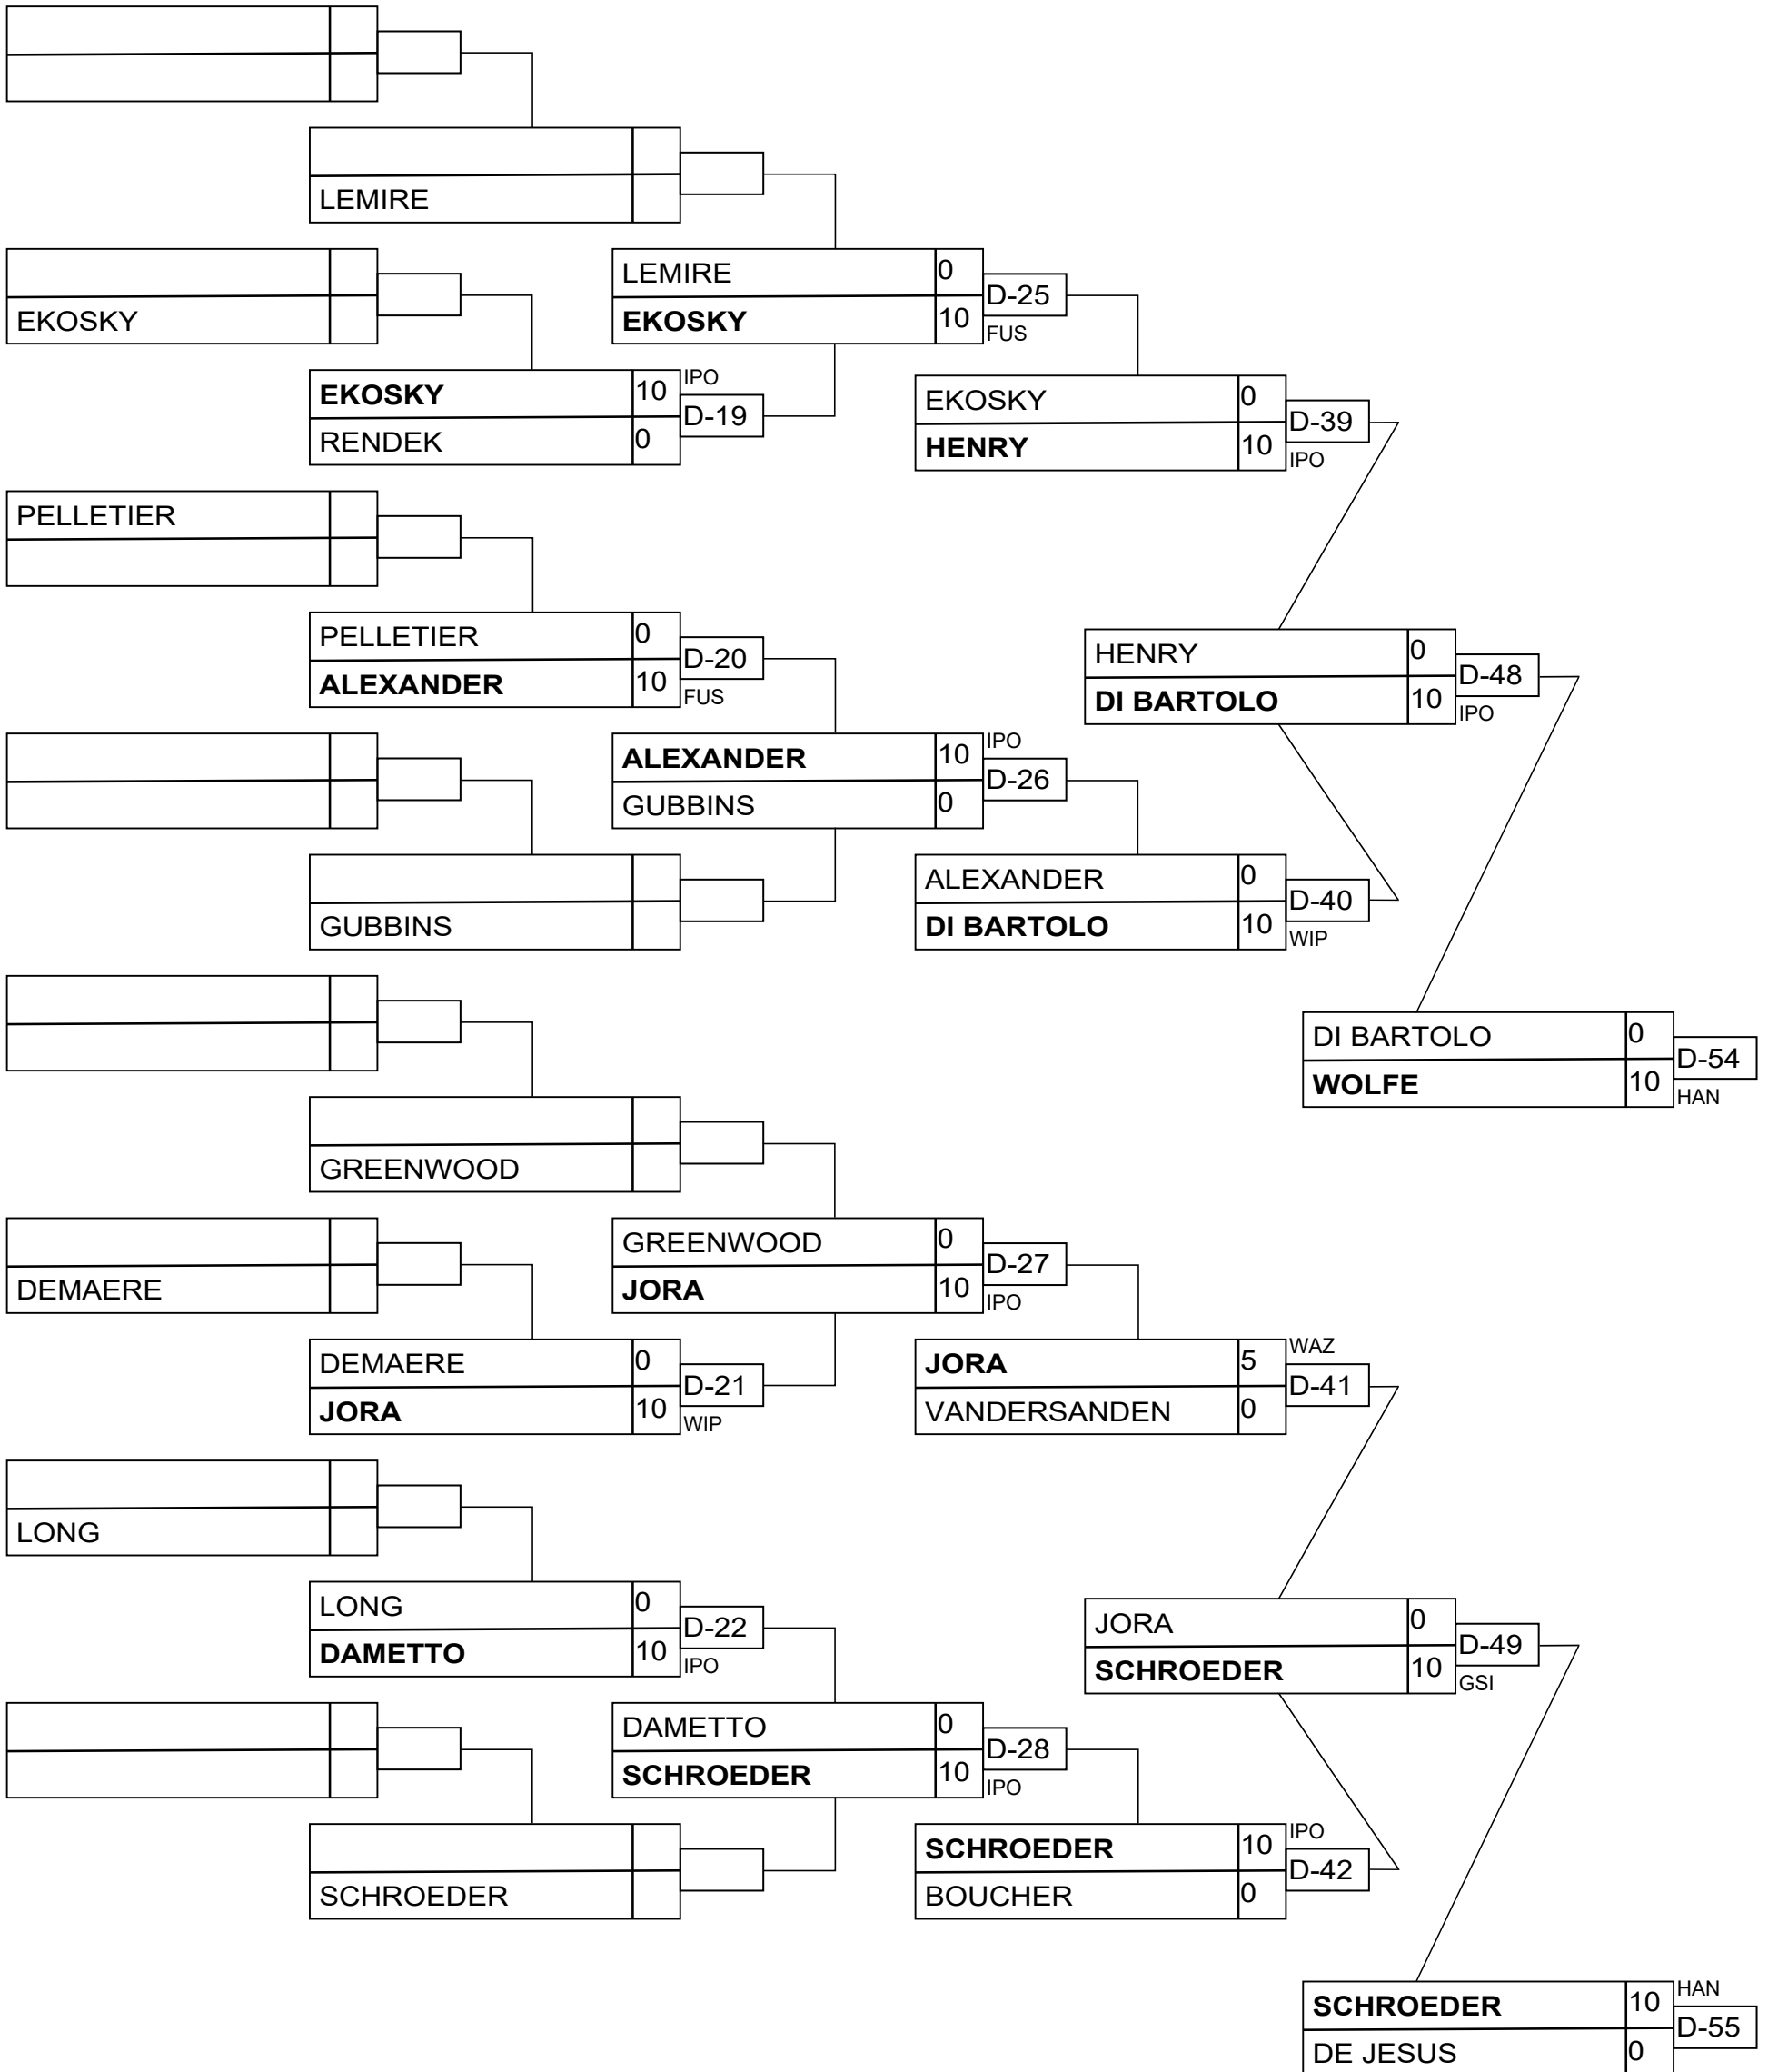 LEMIRE
LEMIRE 0
D-25
EKOSKY
EKOSKY 10
FUS
EKOSKY 10
IPO
D-19
RENDEK 0
EKOSKY 0
D-39
HENRY 10
IPO
PELLETIER
PELLETIER 0
D-20
ALEXANDER 10
FUS
HENRY 0
D-48
DI BARTOLO 10
IPO
ALEXANDER 10
IPO
D-26
GUBBINS 0
ALEXANDER 0
D-40
GUBBINS
DI BARTOLO 10
WIP
DI BARTOLO 0
D-54
WOLFE 10
HAN
GREENWOOD
GREENWOOD 0
D-27
DEMAERE
JORA 10
IPO
DEMAERE 0
D-21
JORA 10
WIP
JORA 5
WAZ
D-41
VANDERSANDEN 0
LONG
LONG 0
D-22
DAMETTO 10
IPO
JORA 0
D-49
SCHROEDER 10
GSI
DAMETTO 0
D-28
SCHROEDER 10
IPO
SCHROEDER
SCHROEDER 10
IPO
D-42
BOUCHER 0
SCHROEDER 10
HAN
D-55
DE JESUS 0